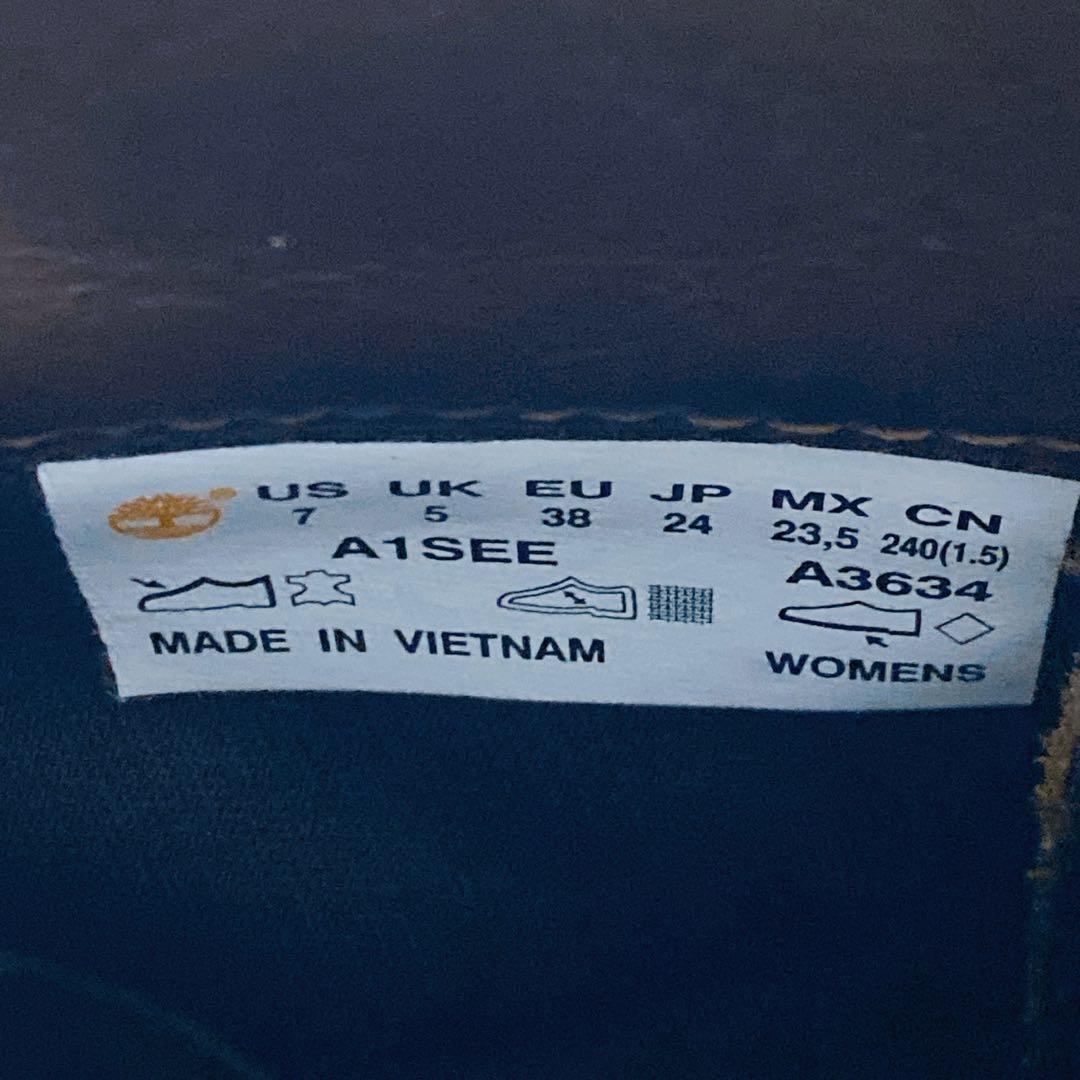 ® US UK EU JP MX CN
7 5 38 24 23,5 240(1.5)
A1SEE A3634
MADE IN VIETNAM WOMENS